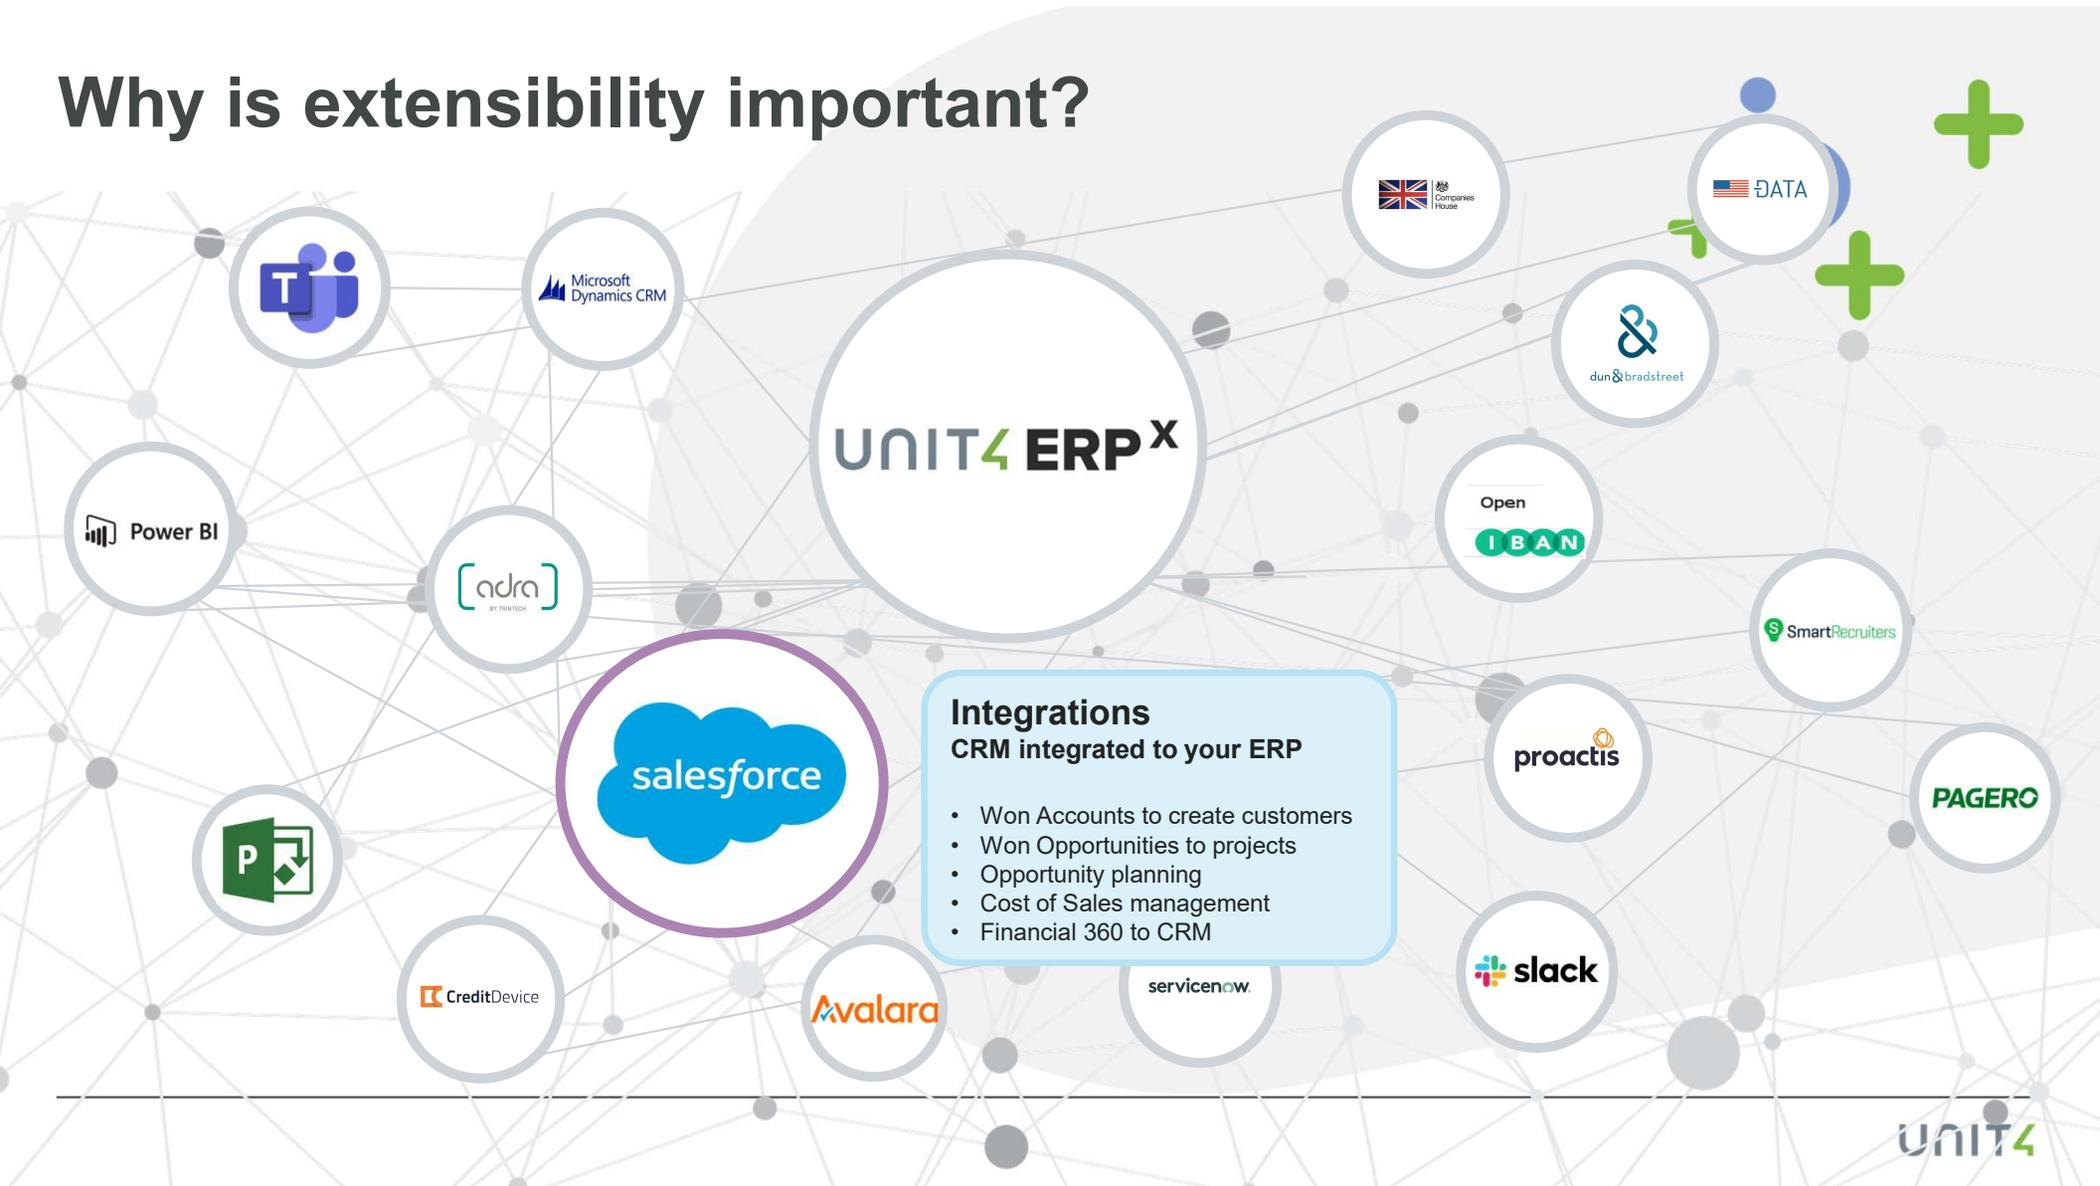 Why is extensibility important?
Companies
House
DATA
T
Microsoft
Dynamics CRM
dun&bradstreet
UNIT4 ERPx
Open
IBAN
Power BI
adra
BY TRINTECH
S SmartRecruiters
salesforce
Integrations
CRM integrated to your ERP
proactis
PAGERO
• Won Accounts to create customers
• Won Opportunities to projects
• Opportunity planning
• Cost of Sales management
• Financial 360 to CRM
P
CreditDevice
Avalara
servicenow.
slack
UNIT4